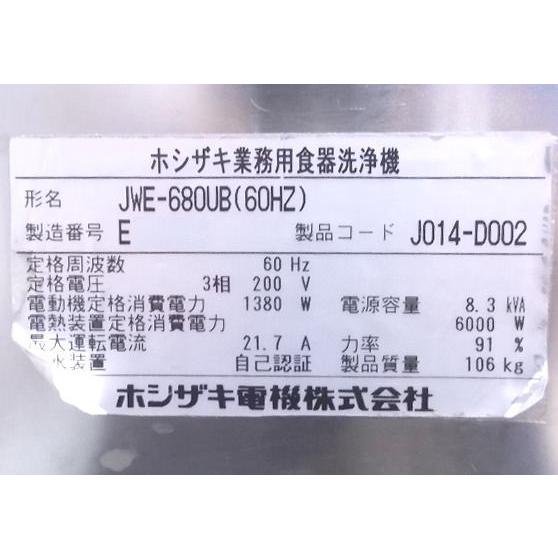 ホシザキ業務用食器洗浄機
形名 JWE-680UB(60HZ)
製造番号 E 製品コード J014-D002
定格周波数 60 Hz
定格電圧 3相 200 V
電動機定格消費電力 1380 W 電源容量 8.3 kVA
電熱装置定格消費電力 6000 W
最大運転電流 21.7 A 力率 91 %
水装置 自己認証 製品質量 106 kg
ホシザキ電機株式会社